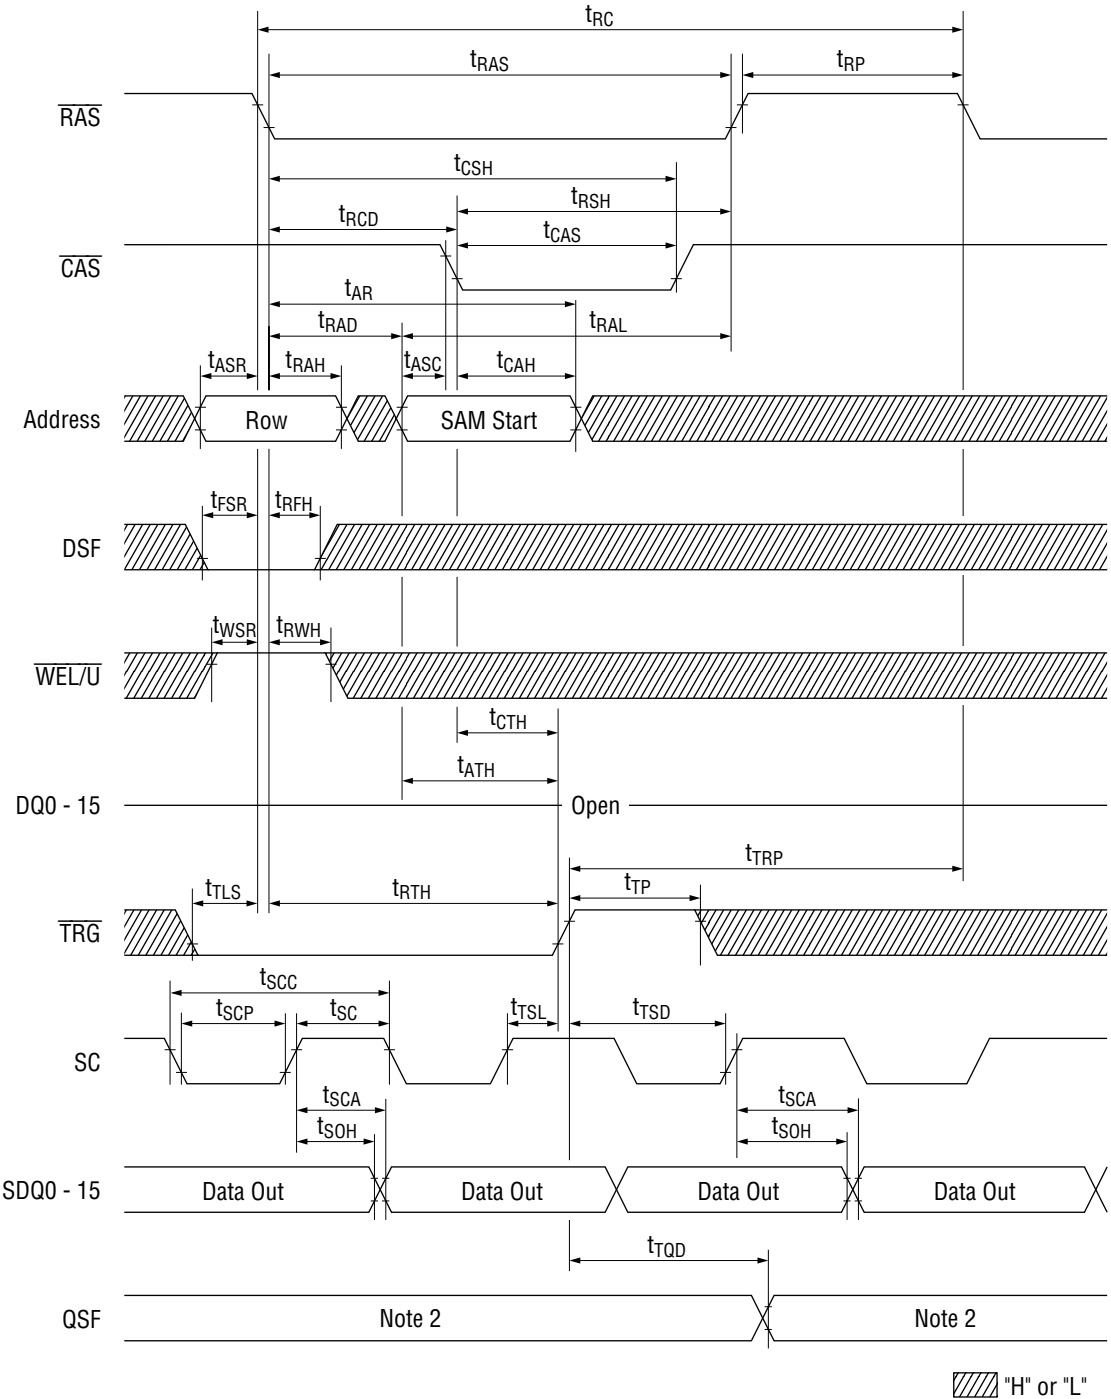 tRC
tRAS
tRP
RAS
tCSH
tRSH
tRCD
tCAS
CAS
tAR
tRAD
tRAL
tASR
tRAH
tASC
tCAH
Address
Row
SAM Start
tFSR
tRFH
DSF
tWSR
tRWH
WEL/U
tCTH
tATH
DQ0 - 15
Open
tTRP
tTLS
tRTH
tTP
TRG
tSCC
tSCP
tSC
tTSL
tTSD
SC
tSCA
tSCA
tSOH
tSOH
SDQ0 - 15
Data Out
Data Out
Data Out
Data Out
tTQD
QSF
Note 2
Note 2
"H" or "L"